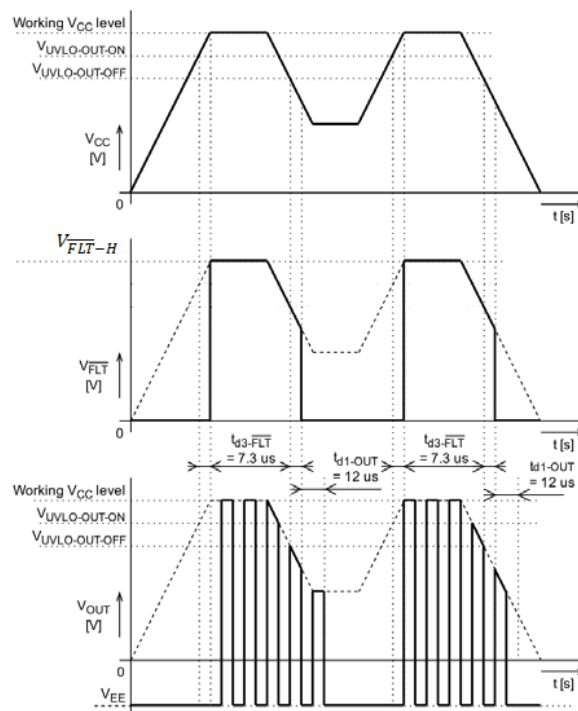 Working VCC level
VUVLO-OUT-ON
VUVLO-OUT-OFF
VCC
[V]
0
t [s]
VFLT-H
VFLT
[V]
0
t [s]
td3-FLT
= 7.3 us
td1-OUT
= 12 us
td3-FLT
= 7.3 us
td1-OUT
= 12 us
Working VCC level
VUVLO-OUT-ON
VUVLO-OUT-OFF
VOUT
[V]
0
t [s]
VEE
t [s]